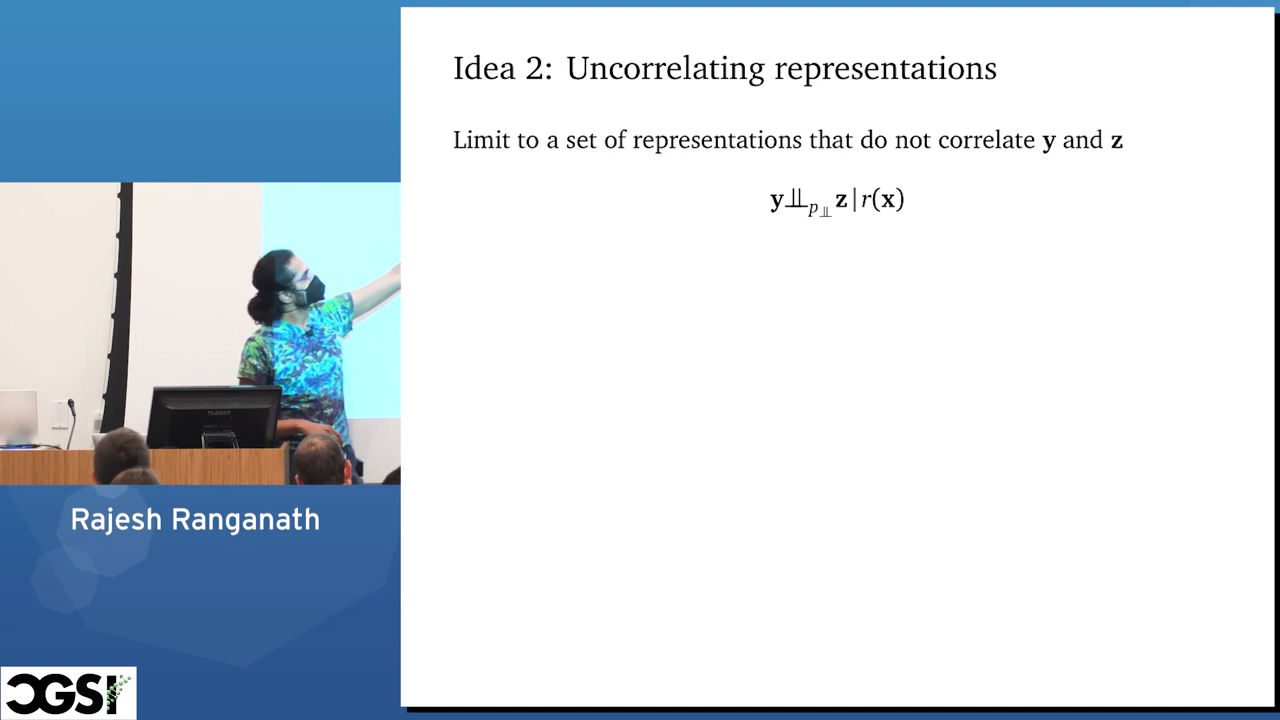 Idea 2: Uncorrelating representations
Limit to a set of representations that do not correlate y and z
y⫫p⫫ z | r(x)
Rajesh Ranganath
CGSI